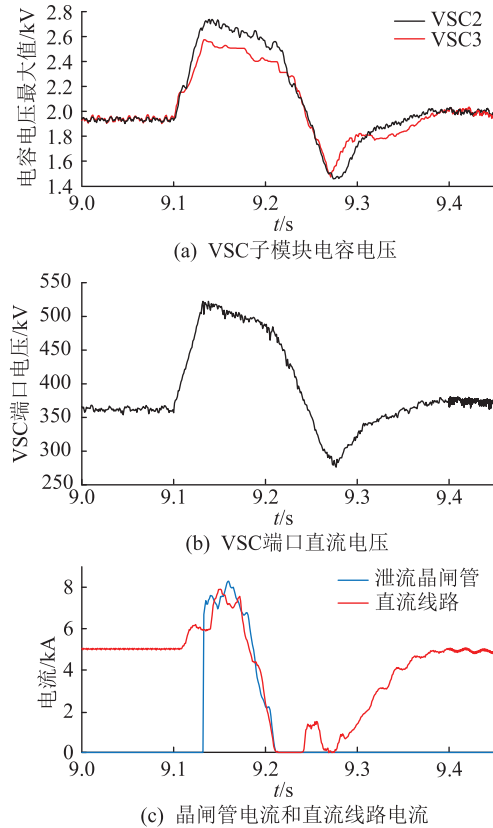 电容电压最大值/kV
2.8
2.6
2.4
2.2
2.0
1.8
1.6
1.4
VSC2
VSC3
9.0 9.1 9.2 9.3 9.4
t/s
(a) VSC子模块电容电压
VSC端口电压/kV
550
500
450
400
350
300
250
9.0 9.1 9.2 9.3 9.4
t/s
(b) VSC端口直流电压
电流/kA
8
6
4
2
0
泄流晶闸管
直流线路
9.0 9.1 9.2 9.3 9.4
t/s
(c) 晶闸管电流和直流线路电流